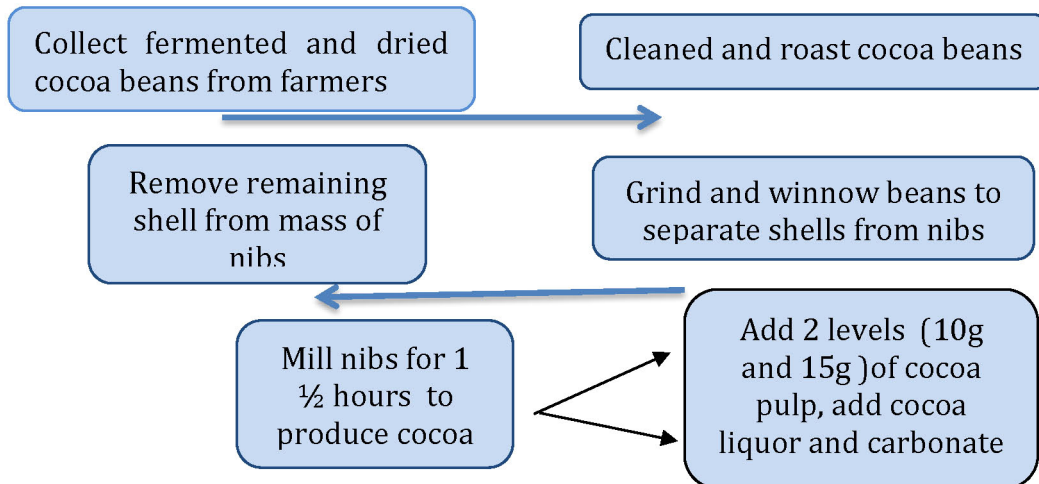 Collect fermented and dried
cocoa beans from farmers
Cleaned and roast cocoa beans
Remove remaining
shell from mass of
nibs
Grind and winnow beans to
separate shells from nibs
Mill nibs for 1
½ hours to
produce cocoa
Add 2 levels (10g
and 15g )of cocoa
pulp, add cocoa
liquor and carbonate